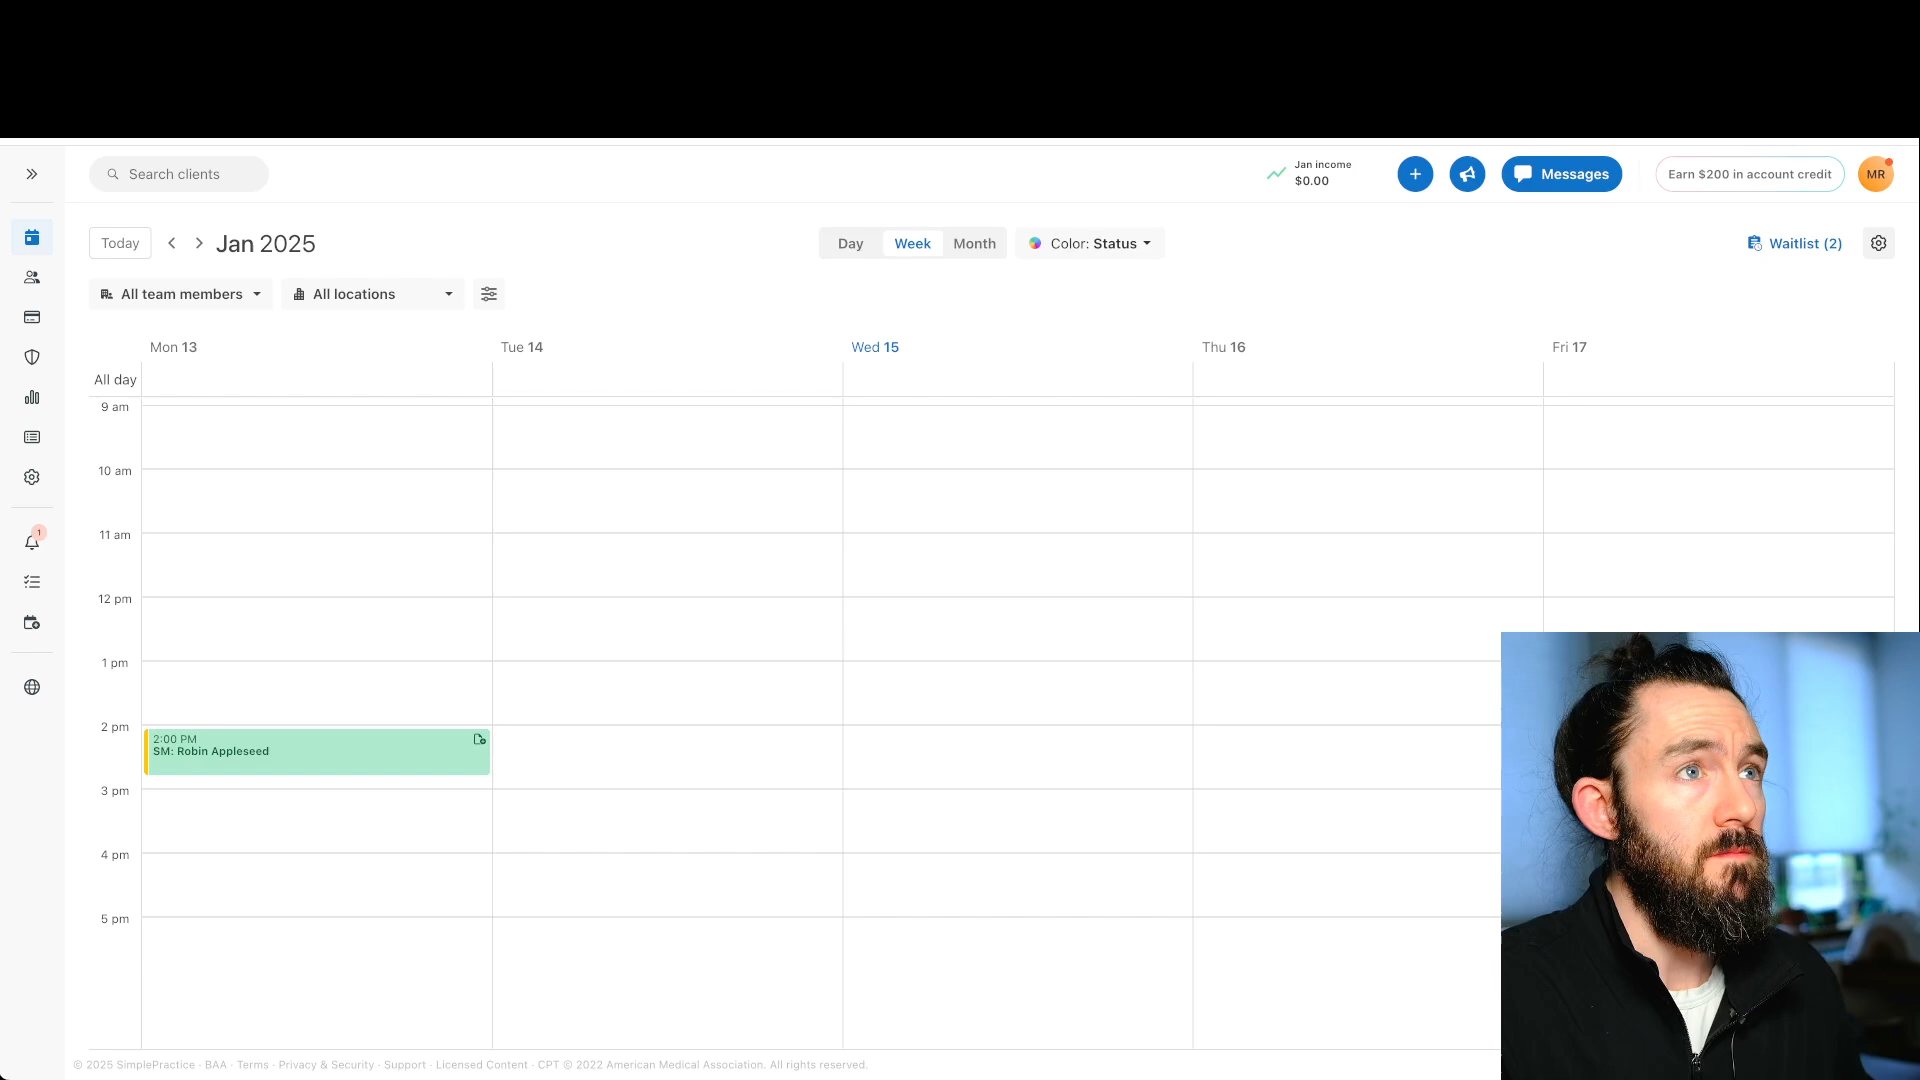 Search clients
Jan income
$0.00
Messages
Earn $200 in account credit
MR
Today
Jan 2025
Day
Week
Month
Color: Status
Waitlist (2)
All team members
All locations
Mon 13
Tue 14
Wed 15
Thu 16
Fri 17
All day
9 am
10 am
11 am
12 pm
1
1 pm
2 pm
2:00 PM
SM: Robin Appleseed
3 pm
4 pm
5 pm
© 2025 SimplePractice · BAA · Terms · Privacy & Security · Support · Licensed Content · CPT © 2022 American Medical Association. All rights reserved.